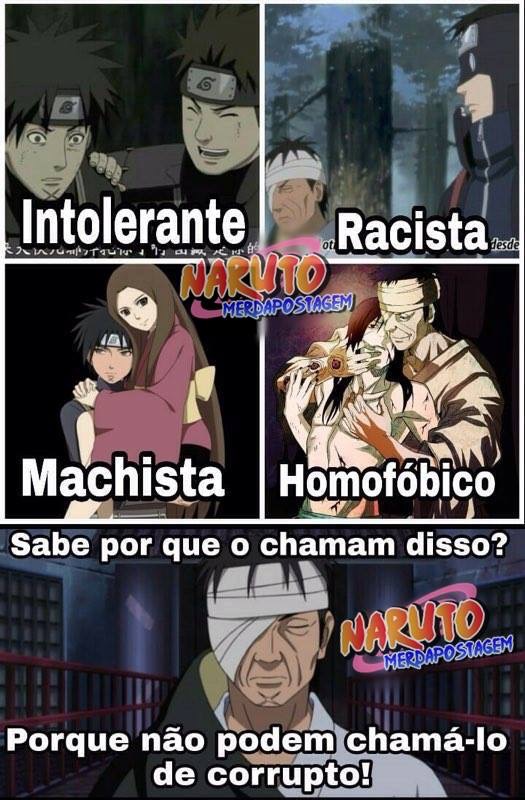 Intolerante
Racista
desde
NARUTO
MERDAPOSTAGEM
Machista
Homofóbico
Sabe por que o chamam disso?
NARUTO
MERDAPOSTAGEM
Porque não podem chamá-lo
de corrupto!